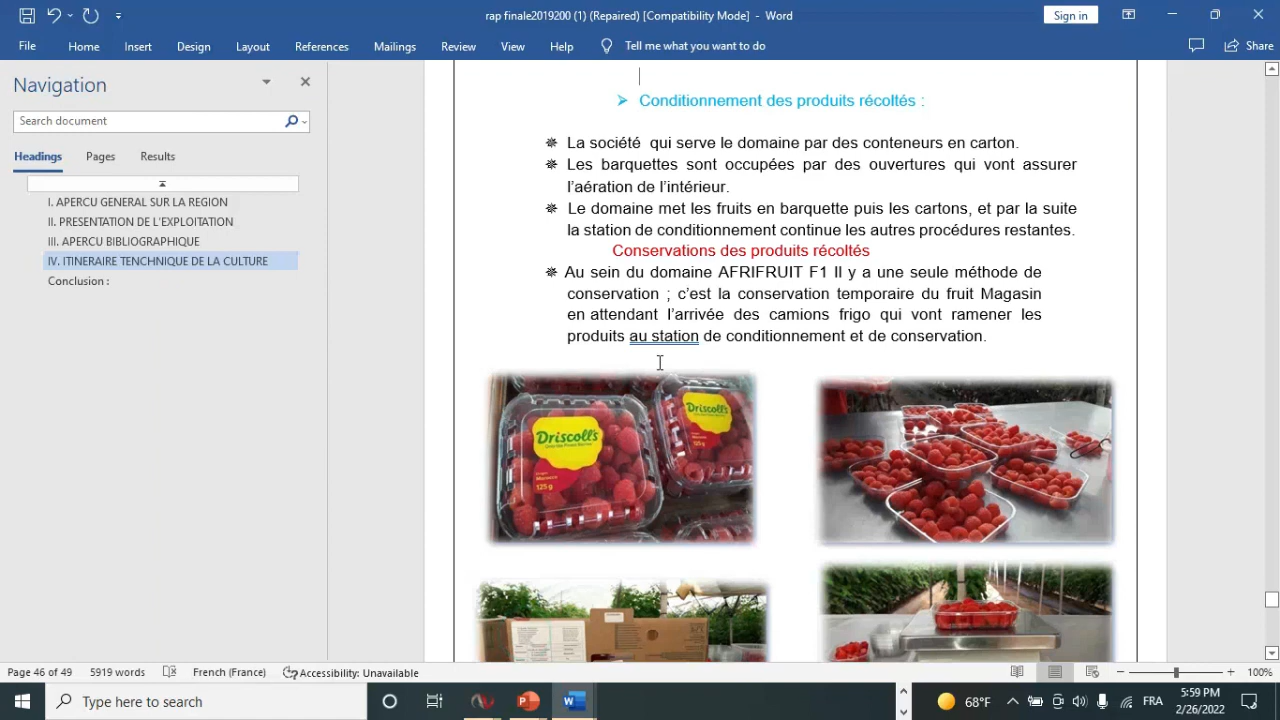 rap finale2019200 (1) (Repaired) [Compatibility Mode] - Word
Sign in
File Home Insert Design Layout References Mailings Review View Help Tell me what you want to do Share
Navigation
Search document
Headings Pages Results
I. APERCU GENERAL SUR LA REGION
II. PRESENTATION DE L'EXPLOITATION
III. APERCU BIBLIOGRAPHIQUE
IV. ITINERAIRE TENCHNIQUE DE LA CULTURE
Conclusion :
Conditionnement des produits récoltés :
La société qui serve le domaine par des conteneurs en carton.
Les barquettes sont occupées par des ouvertures qui vont assurer
l'aération de l'intérieur.
Le domaine met les fruits en barquette puis les cartons, et par la suite
la station de conditionnement continue les autres procédures restantes.
Conservations des produits récoltés
Au sein du domaine AFRIFRUIT F1 Il y a une seule méthode de
conservation ; c'est la conservation temporaire du fruit Magasin
en attendant l'arrivée des camions frigo qui vont ramener les
produits au station de conditionnement et de conservation.
Driscoll's
125 g
Driscoll's
125 g
Page 46 of 49 5919 words French (France) Accessibility: Unavailable 100%
Type here to search
68°F FRA
5:59 PM
2/26/2022